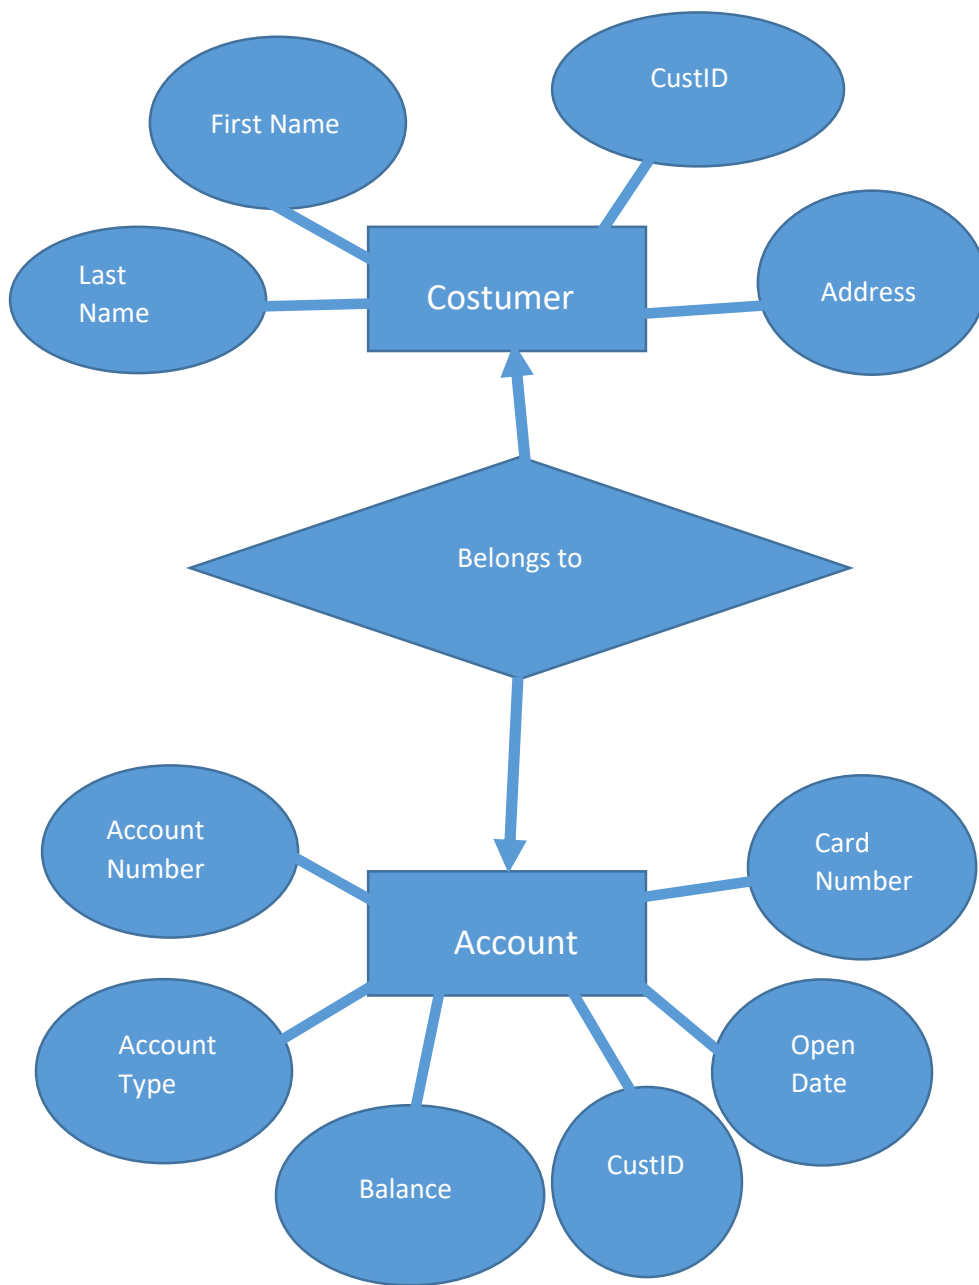 CustID
First Name
Last
Name
Costumer
Address
Belongs to
Account
Number
Card
Number
Account
Account
Type
Open
Date
Balance
CustID